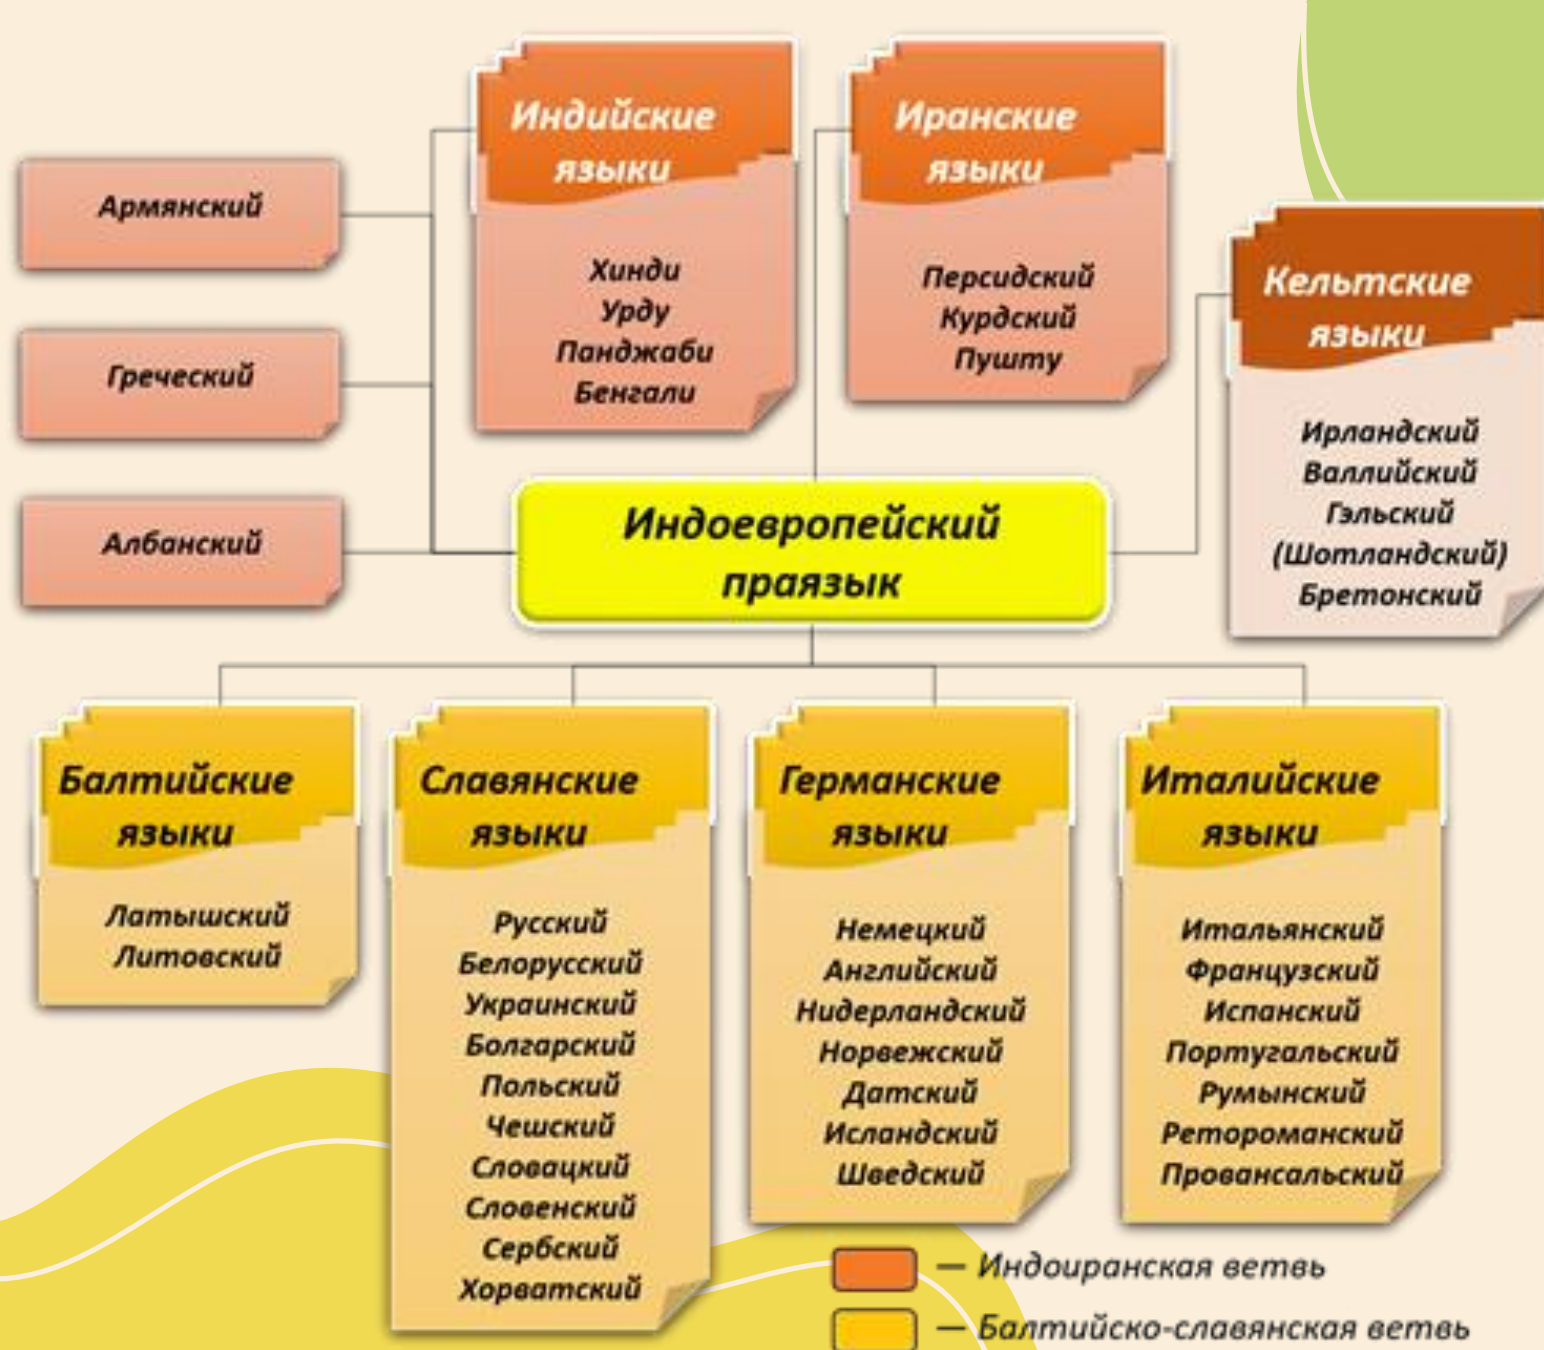 Индийские
языки
Хинди
Урду
Панджаби
Бенгали
Иранские
языки
Персидский
Курдский
Пушту
Кельтские
языки
Ирландский
Валлийский
Гэльский
(Шотландский)
Бретонский
Армянский
Греческий
Албанский
Индоевропейский
праязык
Балтийские
языки
Латышский
Литовский
Славянские
языки
Русский
Белорусский
Украинский
Болгарский
Польский
Чешский
Словацкий
Словенский
Сербский
Хорватский
Германские
языки
Немецкий
Английский
Нидерландский
Норвежский
Датский
Исландский
Шведский
Италийские
языки
Итальянский
Французский
Испанский
Португальский
Румынский
Ретороманский
Провансальский
— Индоиранская ветвь
— Балтийско-славянская ветвь